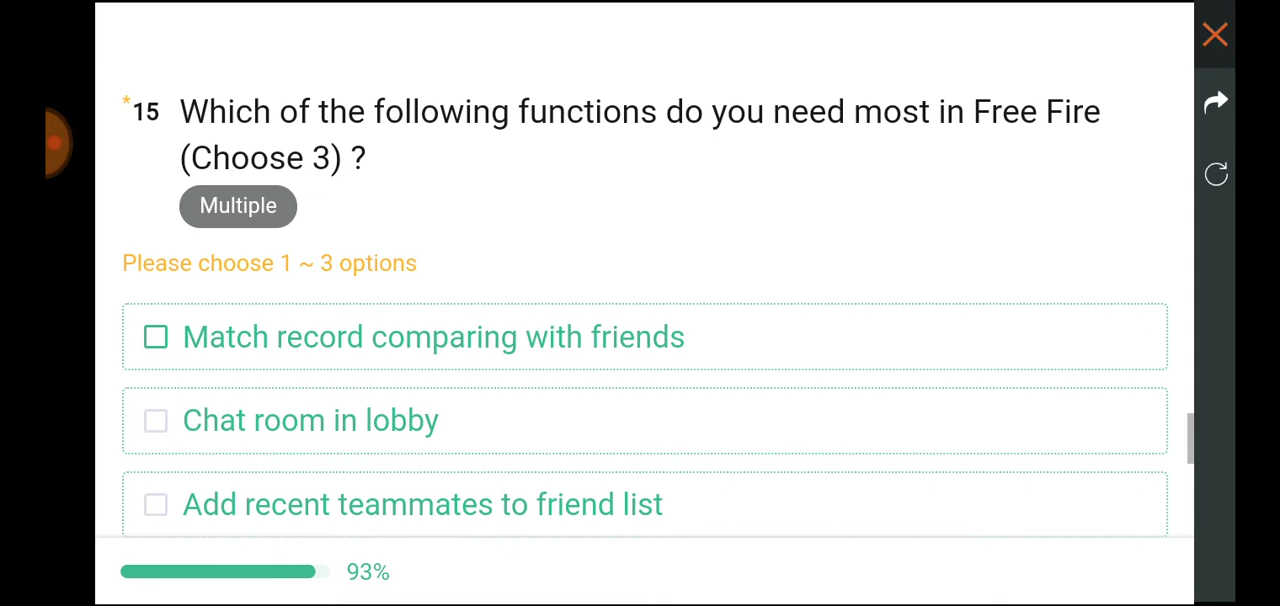 *15 Which of the following functions do you need most in Free Fire
(Choose 3) ?
Multiple
Please choose 1 ~ 3 options
Match record comparing with friends
Chat room in lobby
Add recent teammates to friend list
93%